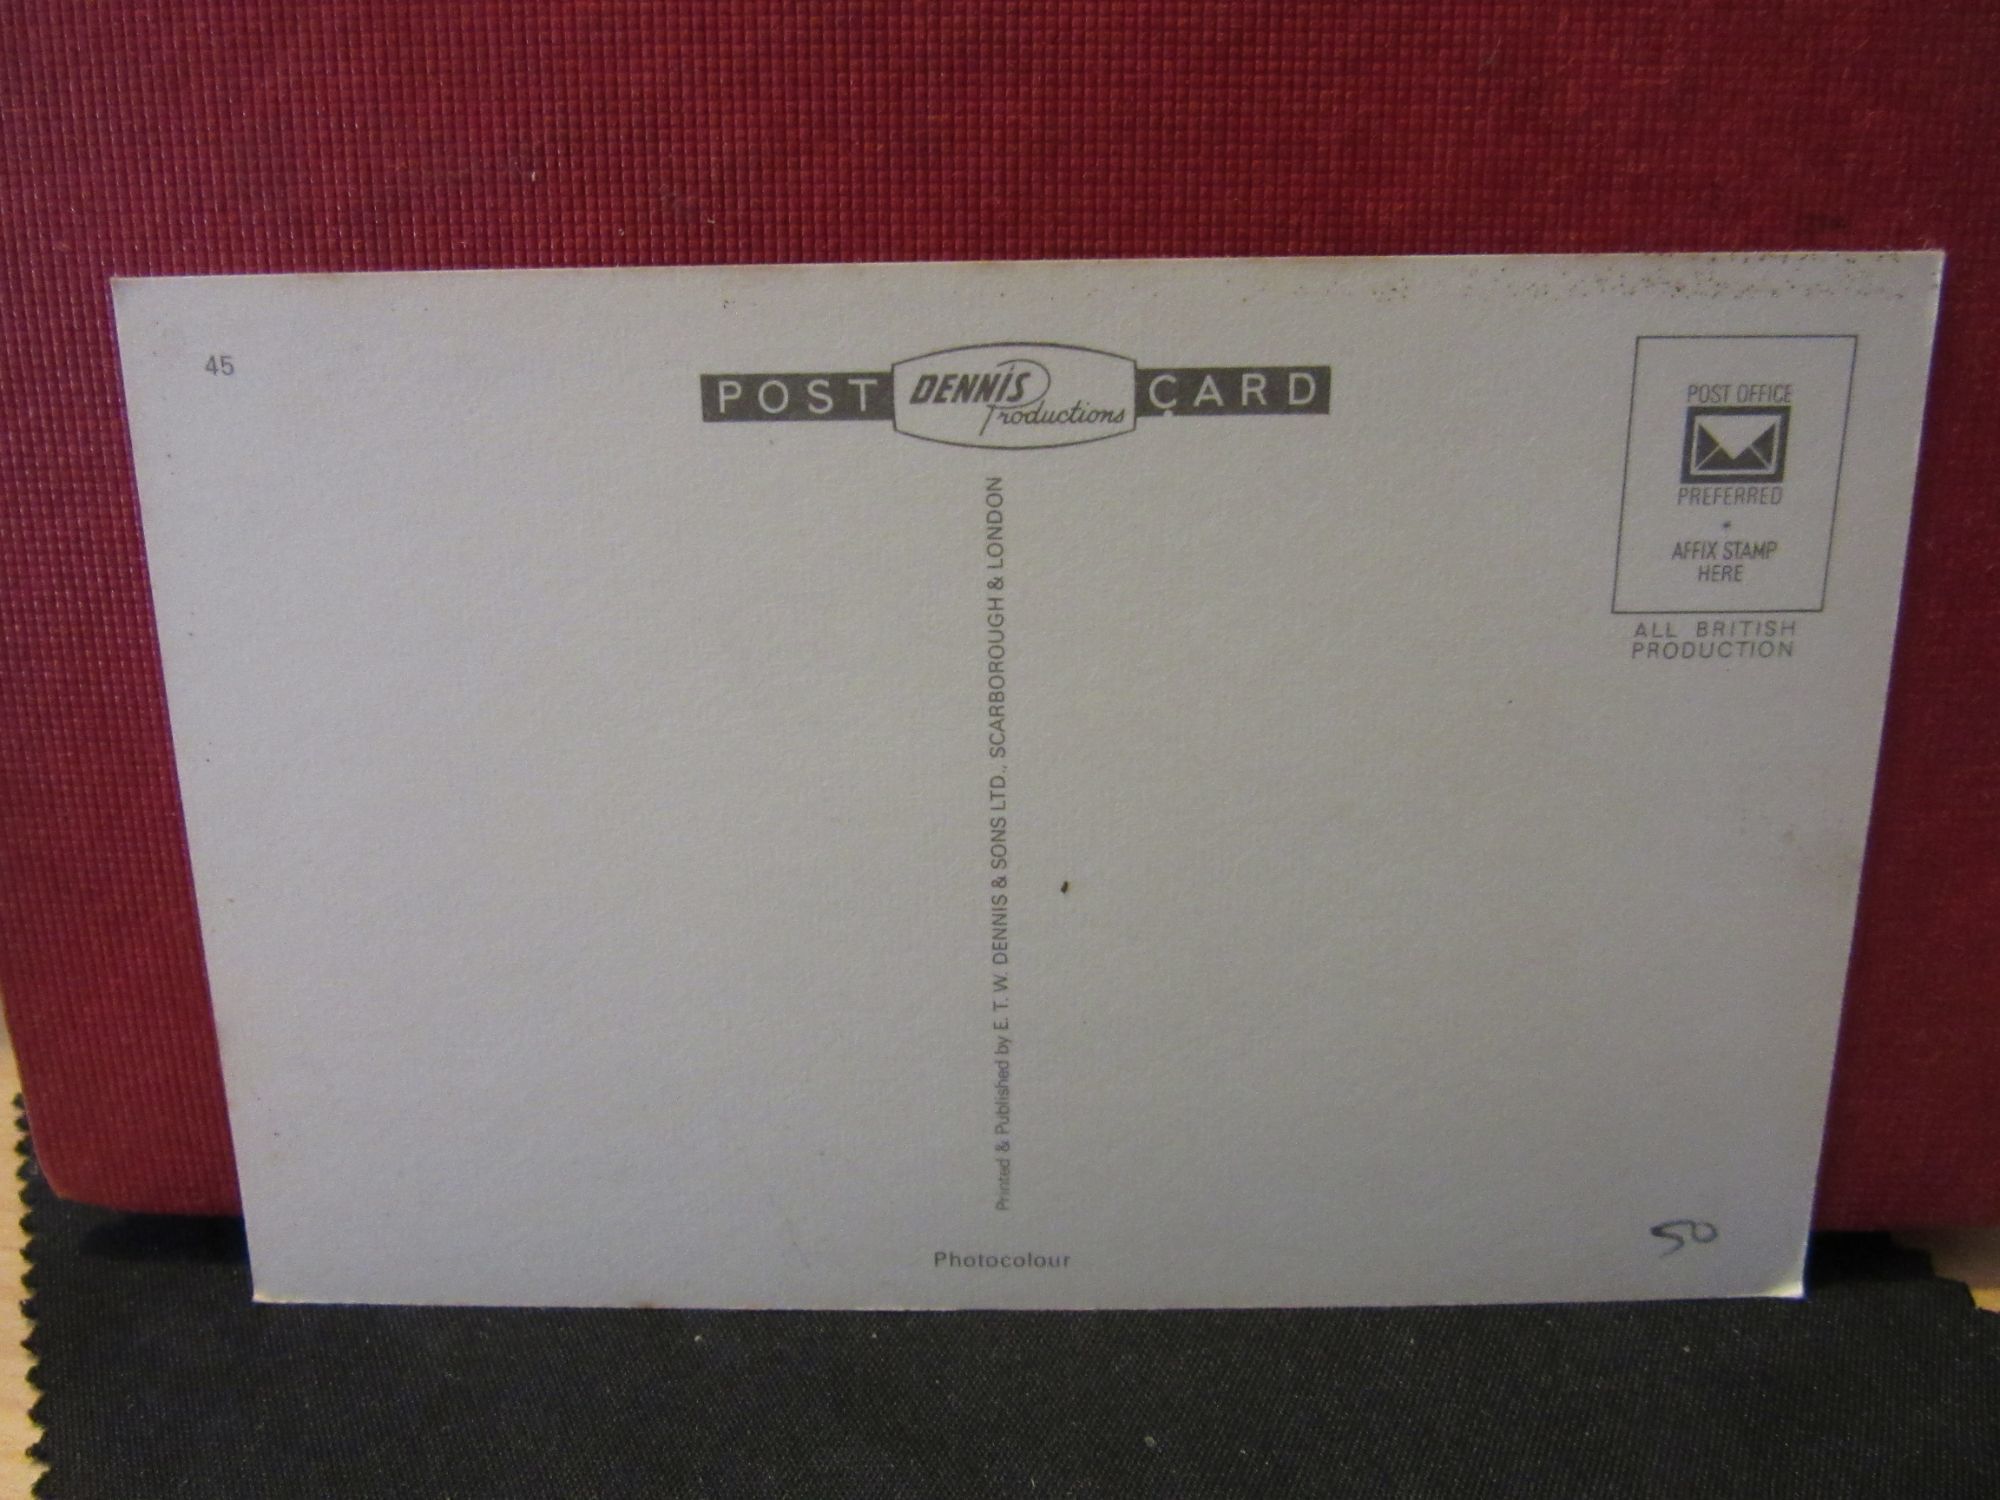 45
POST DENNIS Productions CARD
POST OFFICE
PREFERRED
AFFIX STAMP
HERE
ALL BRITISH
PRODUCTION
Printed & Published by E. T. W. DENNIS & SONS LTD., SCARBOROUGH & LONDON
Photocolour
50